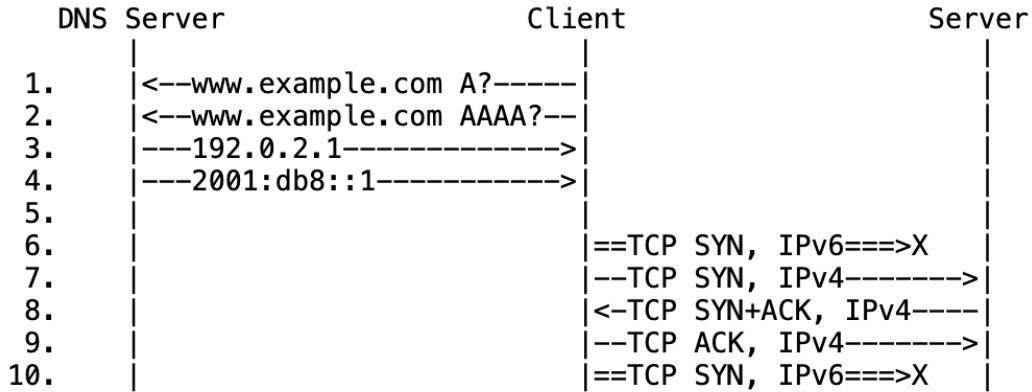 DNS Server                  Client                  Server
         |                          |                        |
  1.     |<--www.example.com A?-----|                        |
  2.     |<--www.example.com AAAA?--|                        |
  3.     |---192.0.2.1------------->|                        |
  4.     |---2001:db8::1----------->|                        |
  5.     |                          |                        |
  6.     |                          |==TCP SYN, IPv6===>X    |
  7.     |                          |--TCP SYN, IPv4-------->|
  8.     |                          |<-TCP SYN+ACK, IPv4-----|
  9.     |                          |--TCP ACK, IPv4-------->|
 10.     |                          |==TCP SYN, IPv6===>X    |